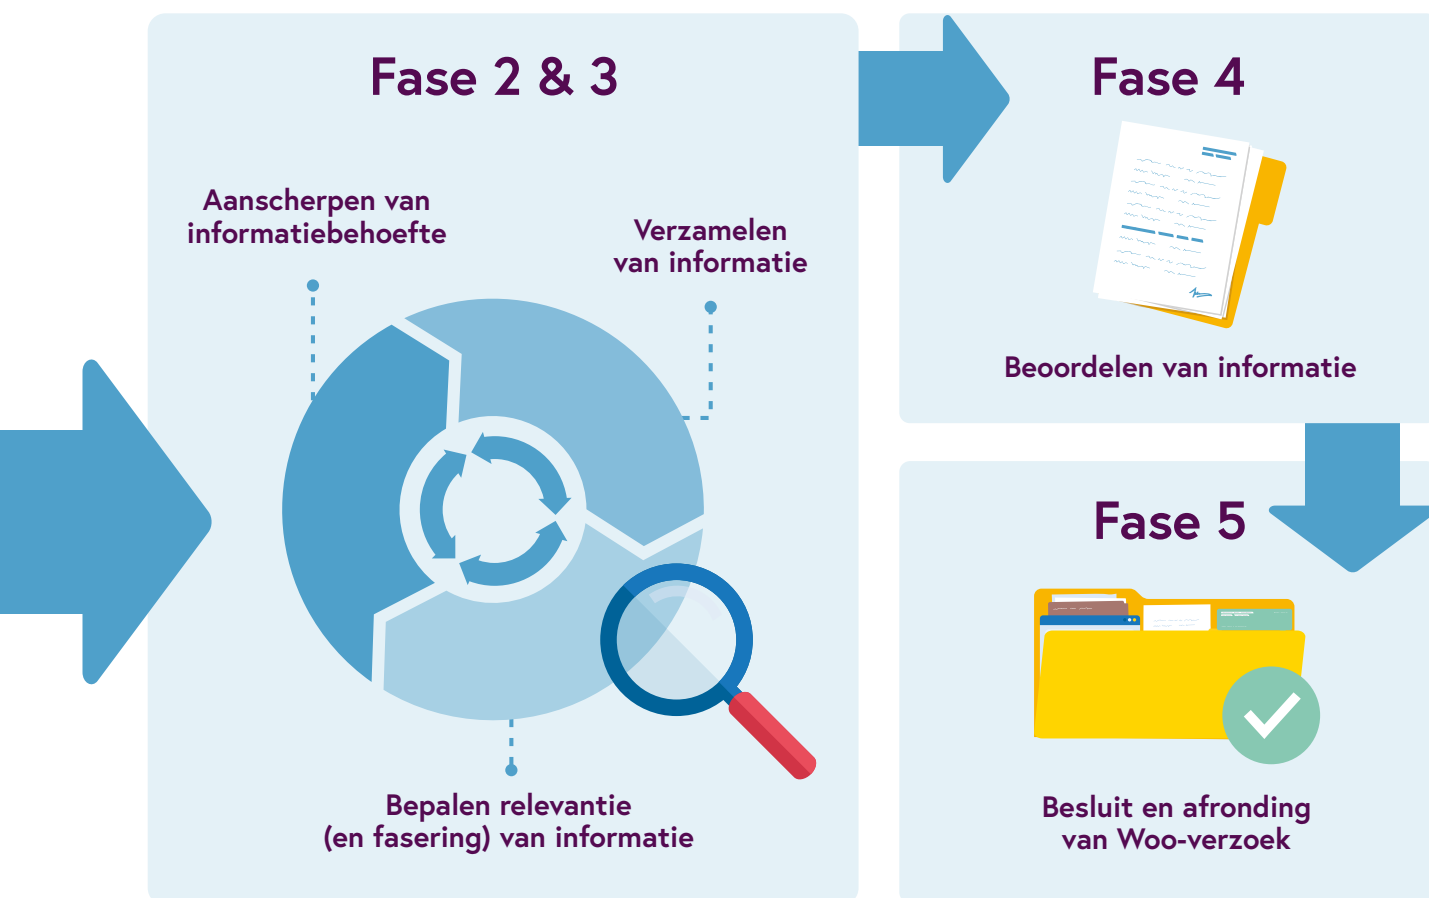 Fase 2 & 3
Aanscherpen van
informatiebehoefte
Verzamelen
van informatie
Bepalen relevantie
(en fasering) van informatie
Fase 4
Beoordelen van informatie
Fase 5
Besluit en afronding
van Woo-verzoek